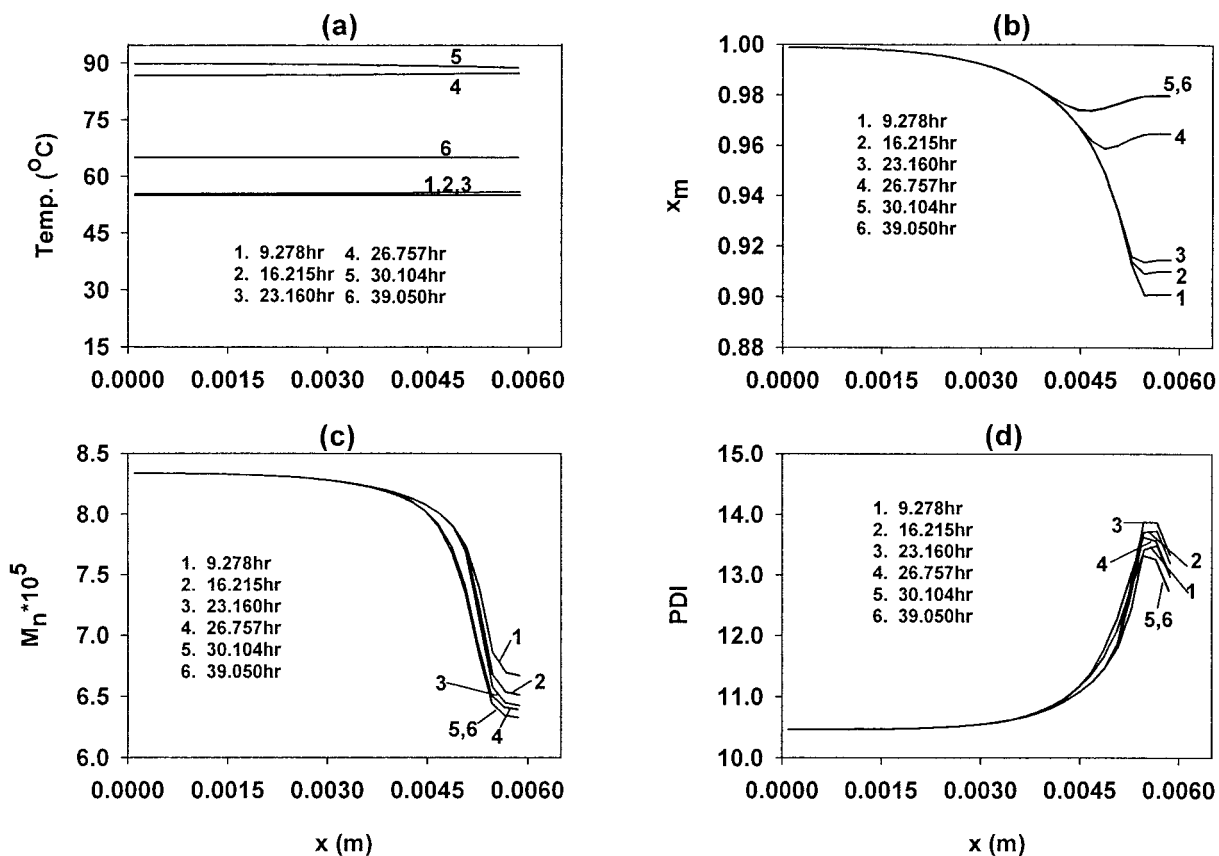 (a)
Temp. (°C)
90
75
60
45
30
15
5
4
6
1,2,3
1. 9.278hr 4. 26.757hr
2. 16.215hr 5. 30.104hr
3. 23.160hr 6. 39.050hr
0.0000 0.0015 0.0030 0.0045 0.0060
(b)
x_m
1.00
0.98
0.96
0.94
0.92
0.90
0.88
5,6
4
3
2
1
1. 9.278hr
2. 16.215hr
3. 23.160hr
4. 26.757hr
5. 30.104hr
6. 39.050hr
0.0000 0.0015 0.0030 0.0045 0.0060
(c)
M_n*10^5
8.5
8.0
7.5
7.0
6.5
6.0
1. 9.278hr
2. 16.215hr
3. 23.160hr
4. 26.757hr
5. 30.104hr
6. 39.050hr
1
2
3
5,6
4
0.0000 0.0015 0.0030 0.0045 0.0060
x (m)
(d)
PDI
15.0
14.0
13.0
12.0
11.0
10.0
1. 9.278hr
2. 16.215hr
3. 23.160hr
4. 26.757hr
5. 30.104hr
6. 39.050hr
3
4
2
1
5,6
0.0000 0.0015 0.0030 0.0045 0.0060
x (m)